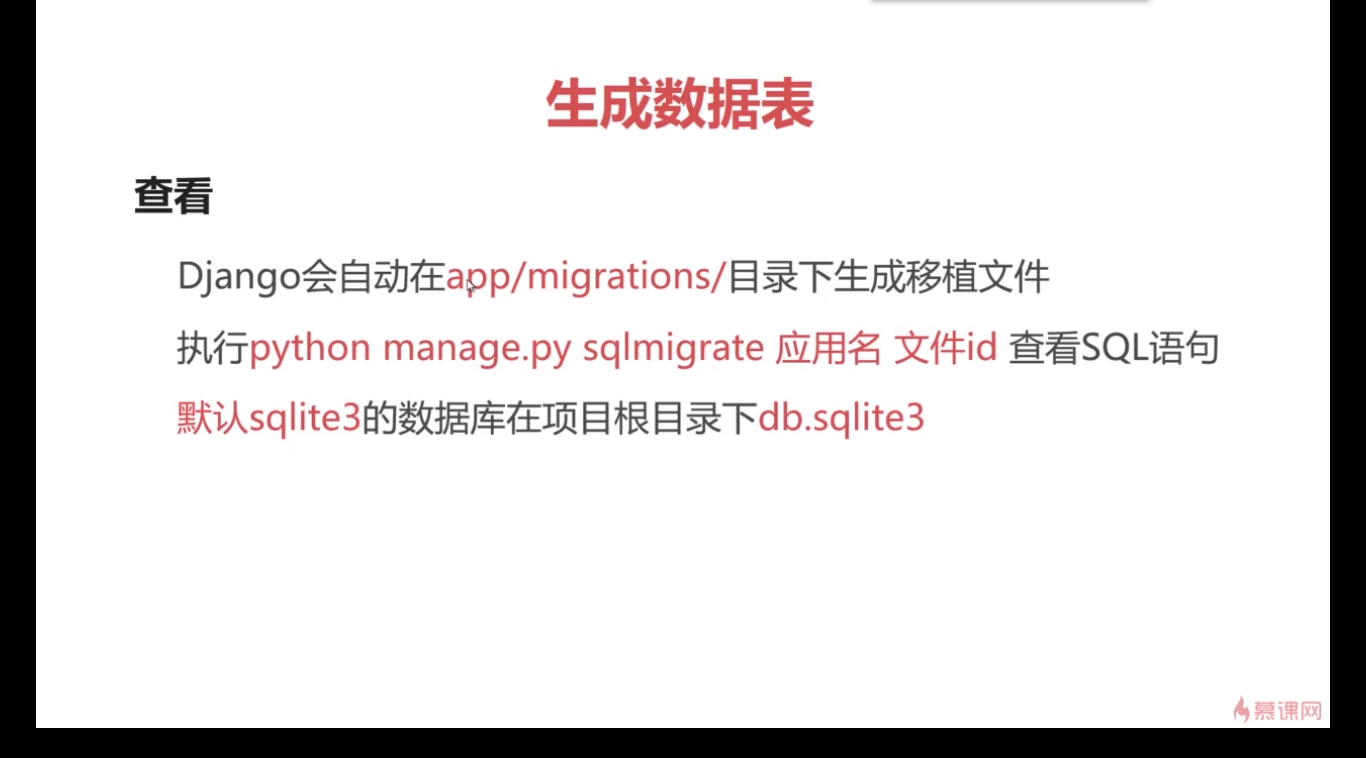 生成数据表
查看
Django会自动在app/migrations/目录下生成移植文件
执行python manage.py sqlmigrate 应用名 文件id 查看SQL语句
默认sqlite3的数据库在项目根目录下db.sqlite3
慕课网